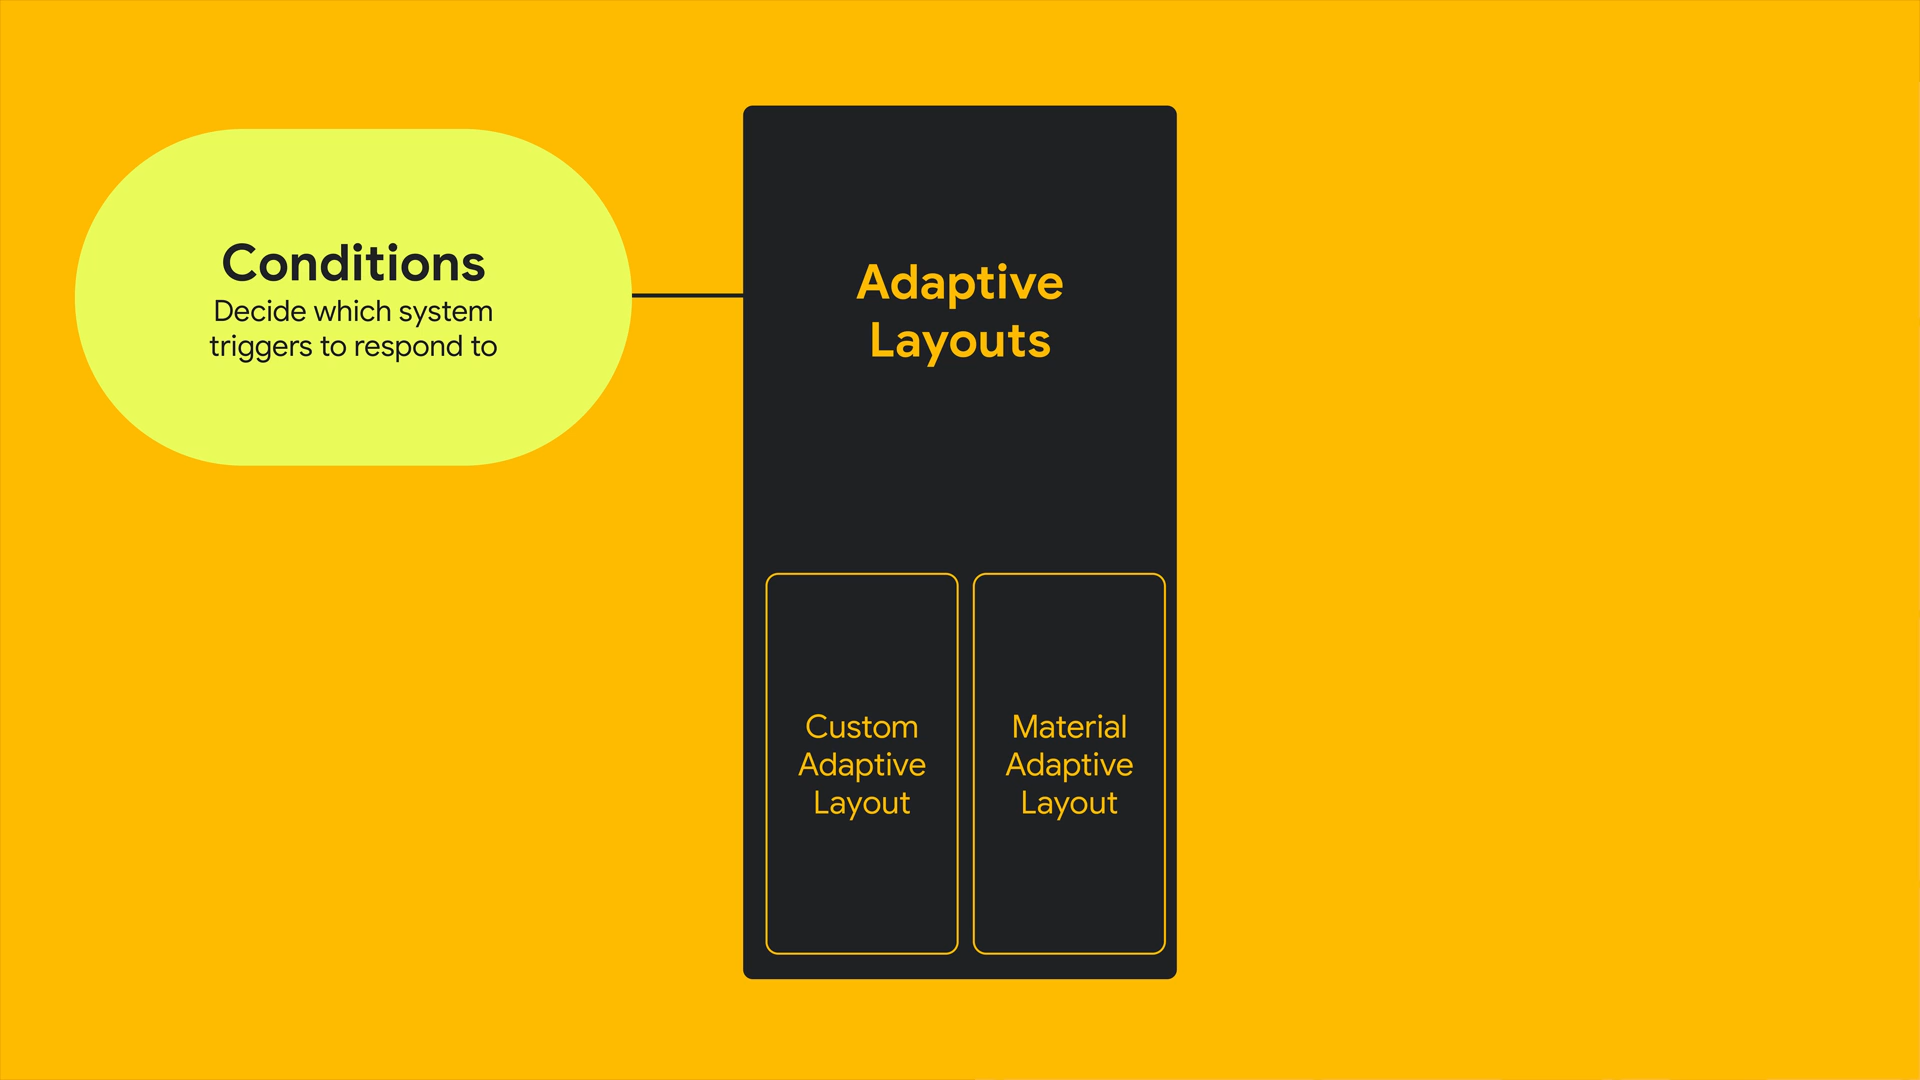 Conditions
Decide which system
triggers to respond to
Adaptive
Layouts
Custom
Adaptive
Layout
Material
Adaptive
Layout